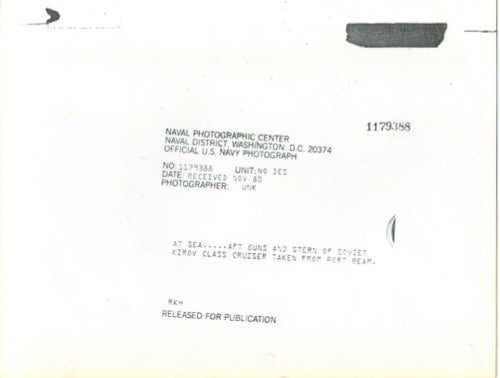 1179388
NAVAL PHOTOGRAPHIC CENTER
NAVAL DISTRICT, WASHINGTON, D.C. 20374
OFFICIAL U.S. NAVY PHOTOGRAPH
NO: 1179388 UNIT: NO DES
DATE: RECEIVED NOV 80
PHOTOGRAPHER: UNK
AT SEA.....AFT GUNS AND STERN OF SOVIET
KIROV CLASS CRUISER TAKEN FROM PORT BEAM.
RKH
RELEASED FOR PUBLICATION